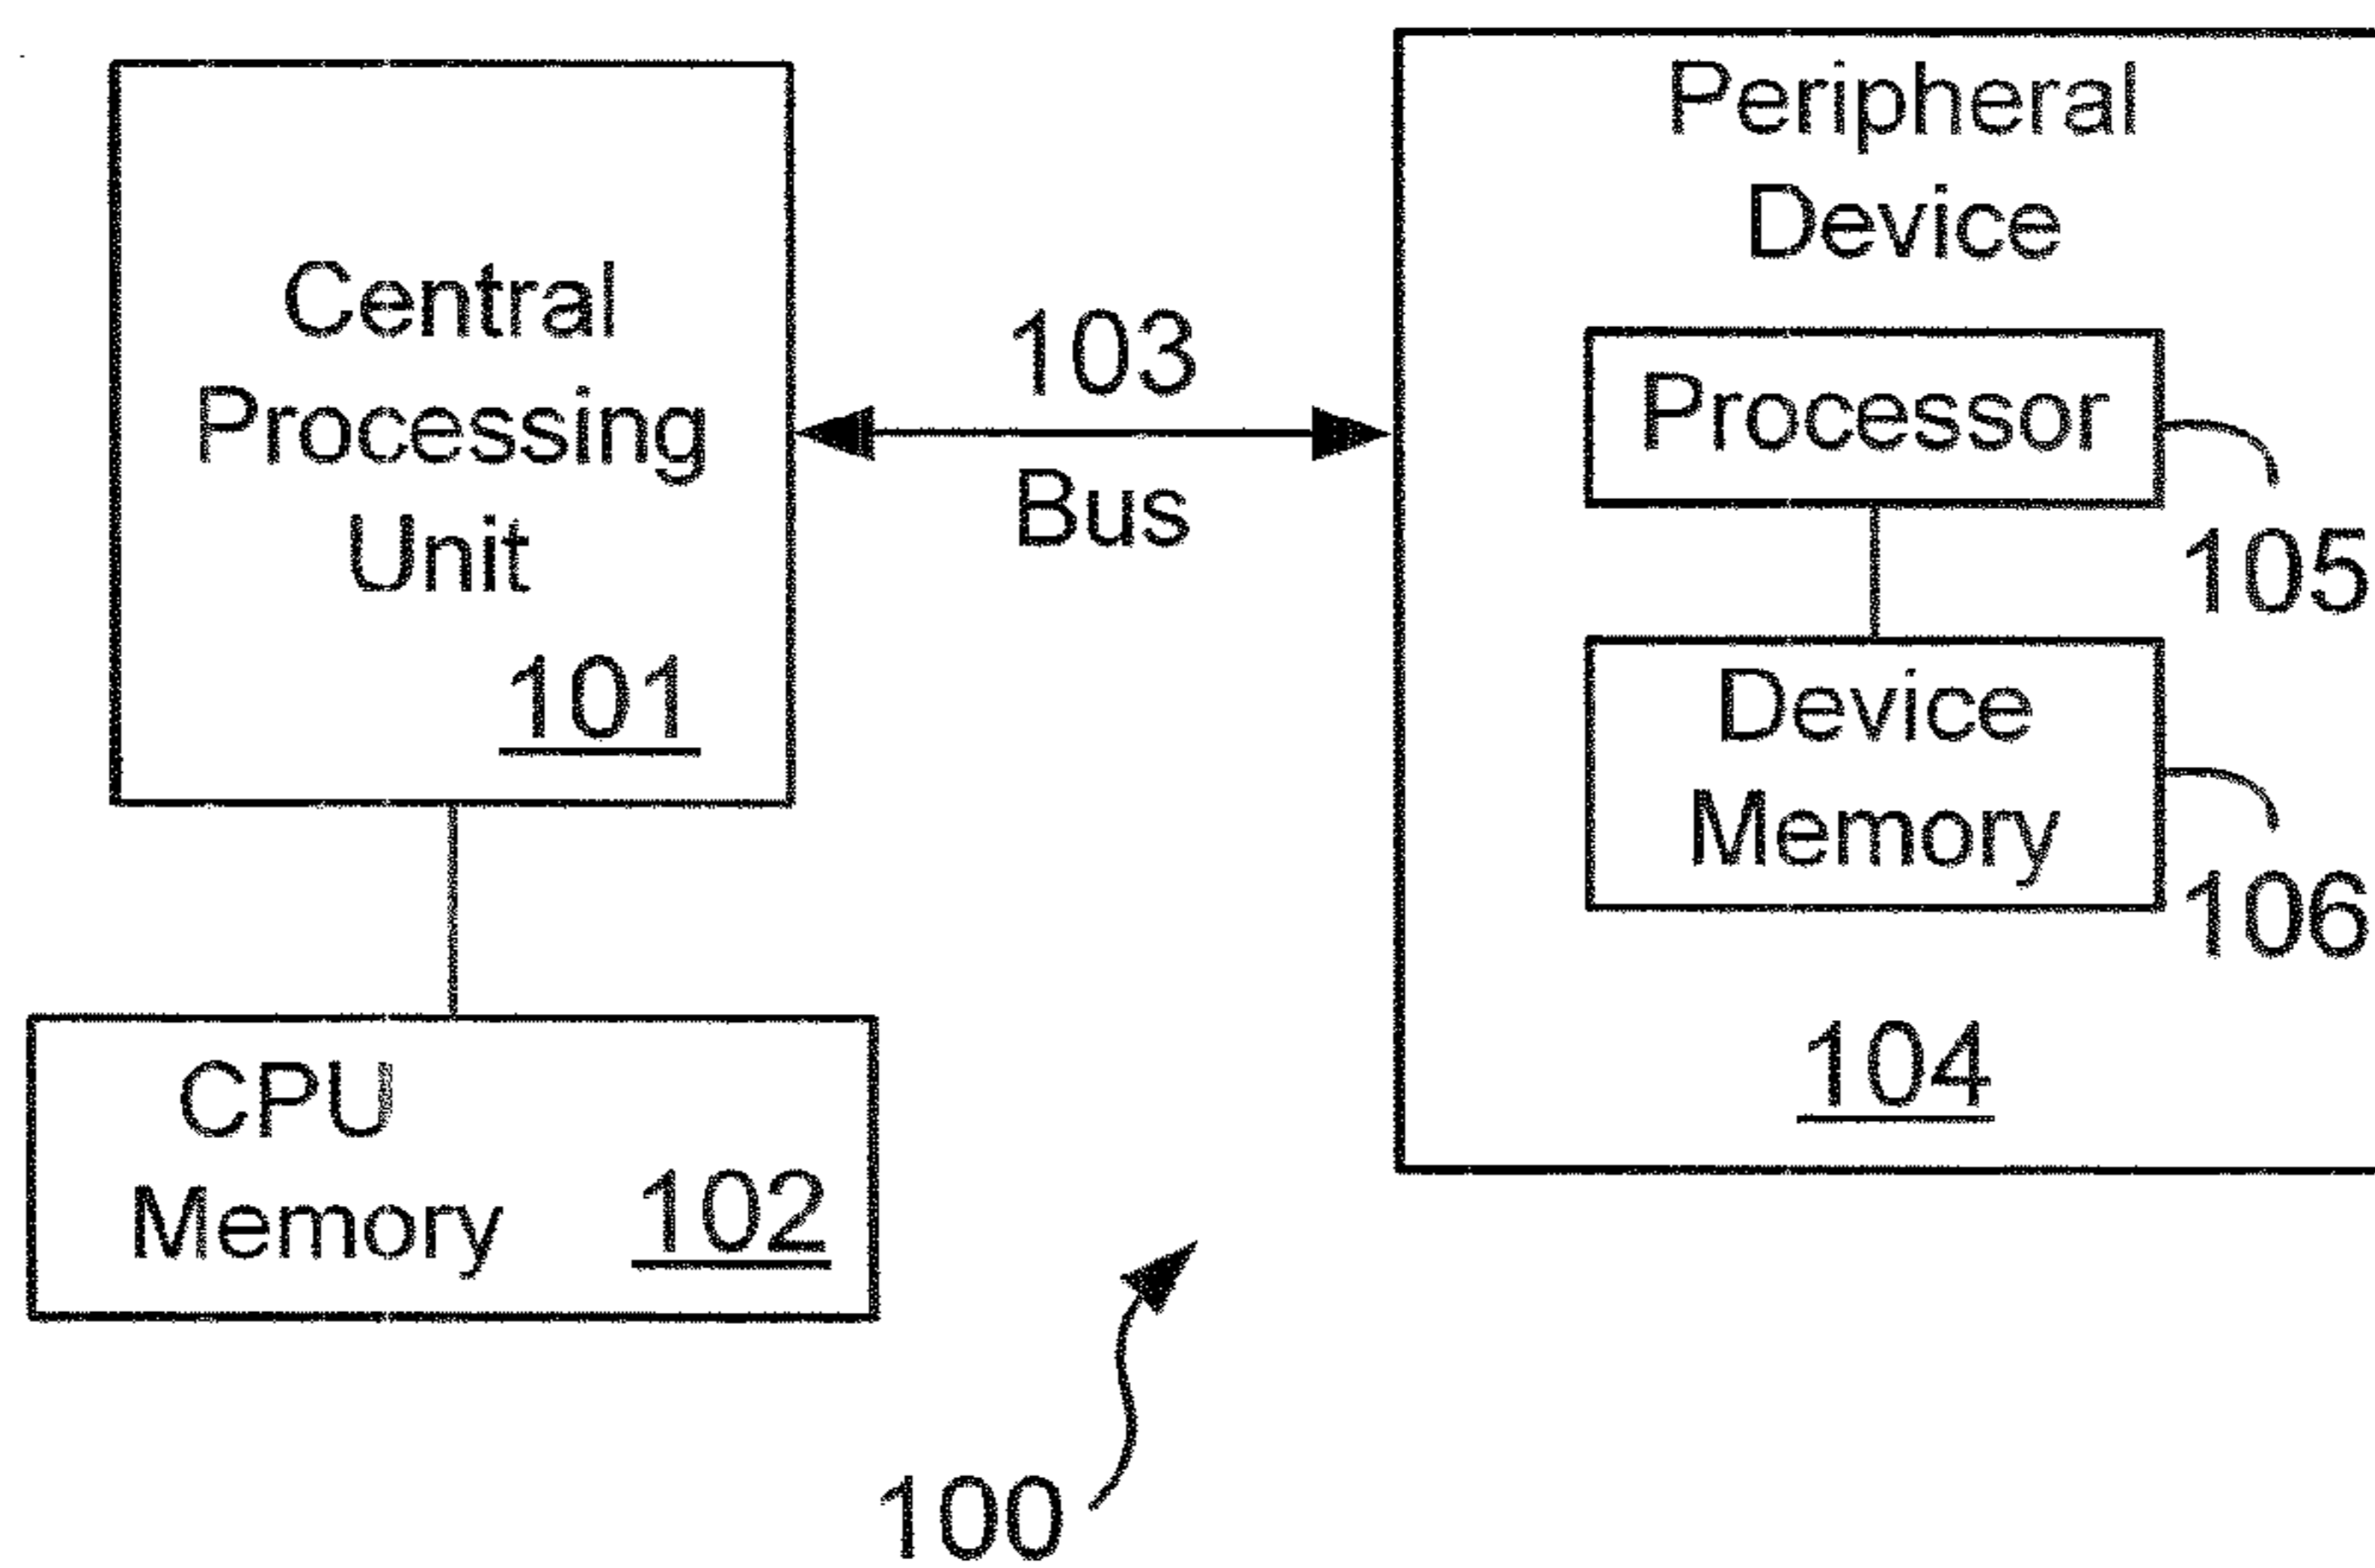 Central
Processing
Unit
101
103
Bus
Peripheral
Device
Processor
105
Device
Memory
106
104
CPU
Memory
102
100